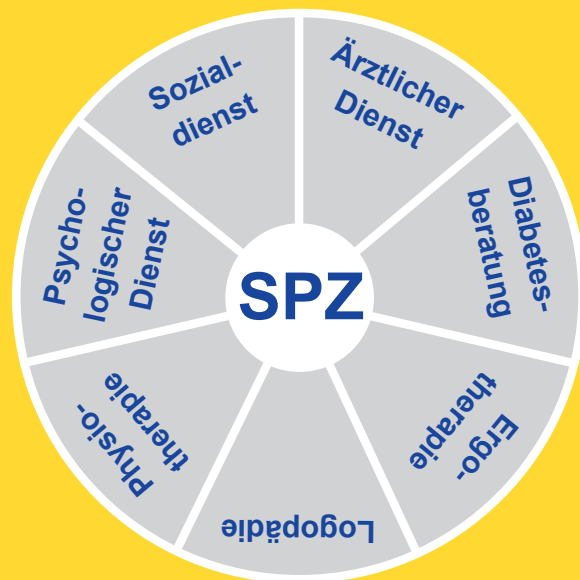 Ärztlicher
Dienst
Diabetes-
beratung
Ergo-
therapie
Logopädie
Physio-
therapie
Psycho-
logischer
Dienst
Sozial-
dienst
SPZ